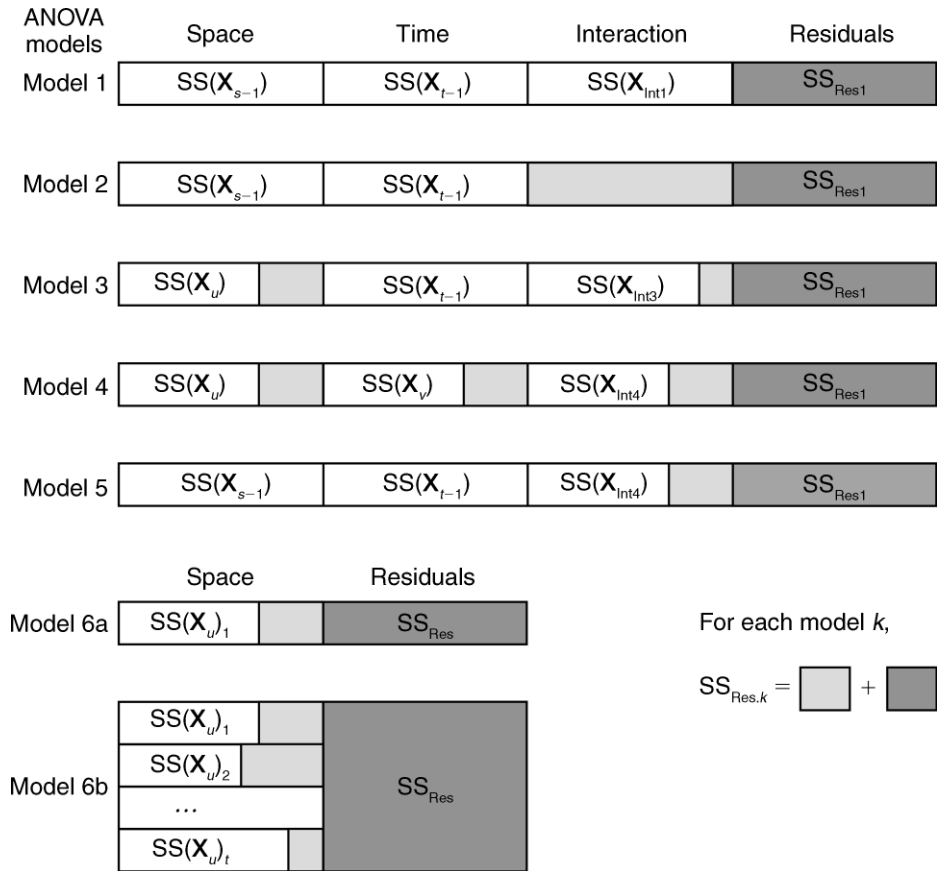 ANOVA models Space Time Interaction Residuals
Model 1 SS(X_{s−1}) SS(X_{t−1}) SS(X_{Int1}) SS_{Res1}
Model 2 SS(X_{s−1}) SS(X_{t−1}) SS_{Res1}
Model 3 SS(X_u) SS(X_{t−1}) SS(X_{Int3}) SS_{Res1}
Model 4 SS(X_u) SS(X_v) SS(X_{Int4}) SS_{Res1}
Model 5 SS(X_{s−1}) SS(X_{t−1}) SS(X_{Int4}) SS_{Res1}
Space Residuals
Model 6a SS(X_u)_1 SS_{Res}
For each model k,
SS_{Res.k} = +
Model 6b
SS(X_u)_1
SS(X_u)_2
...
SS(X_u)_t
SS_{Res}